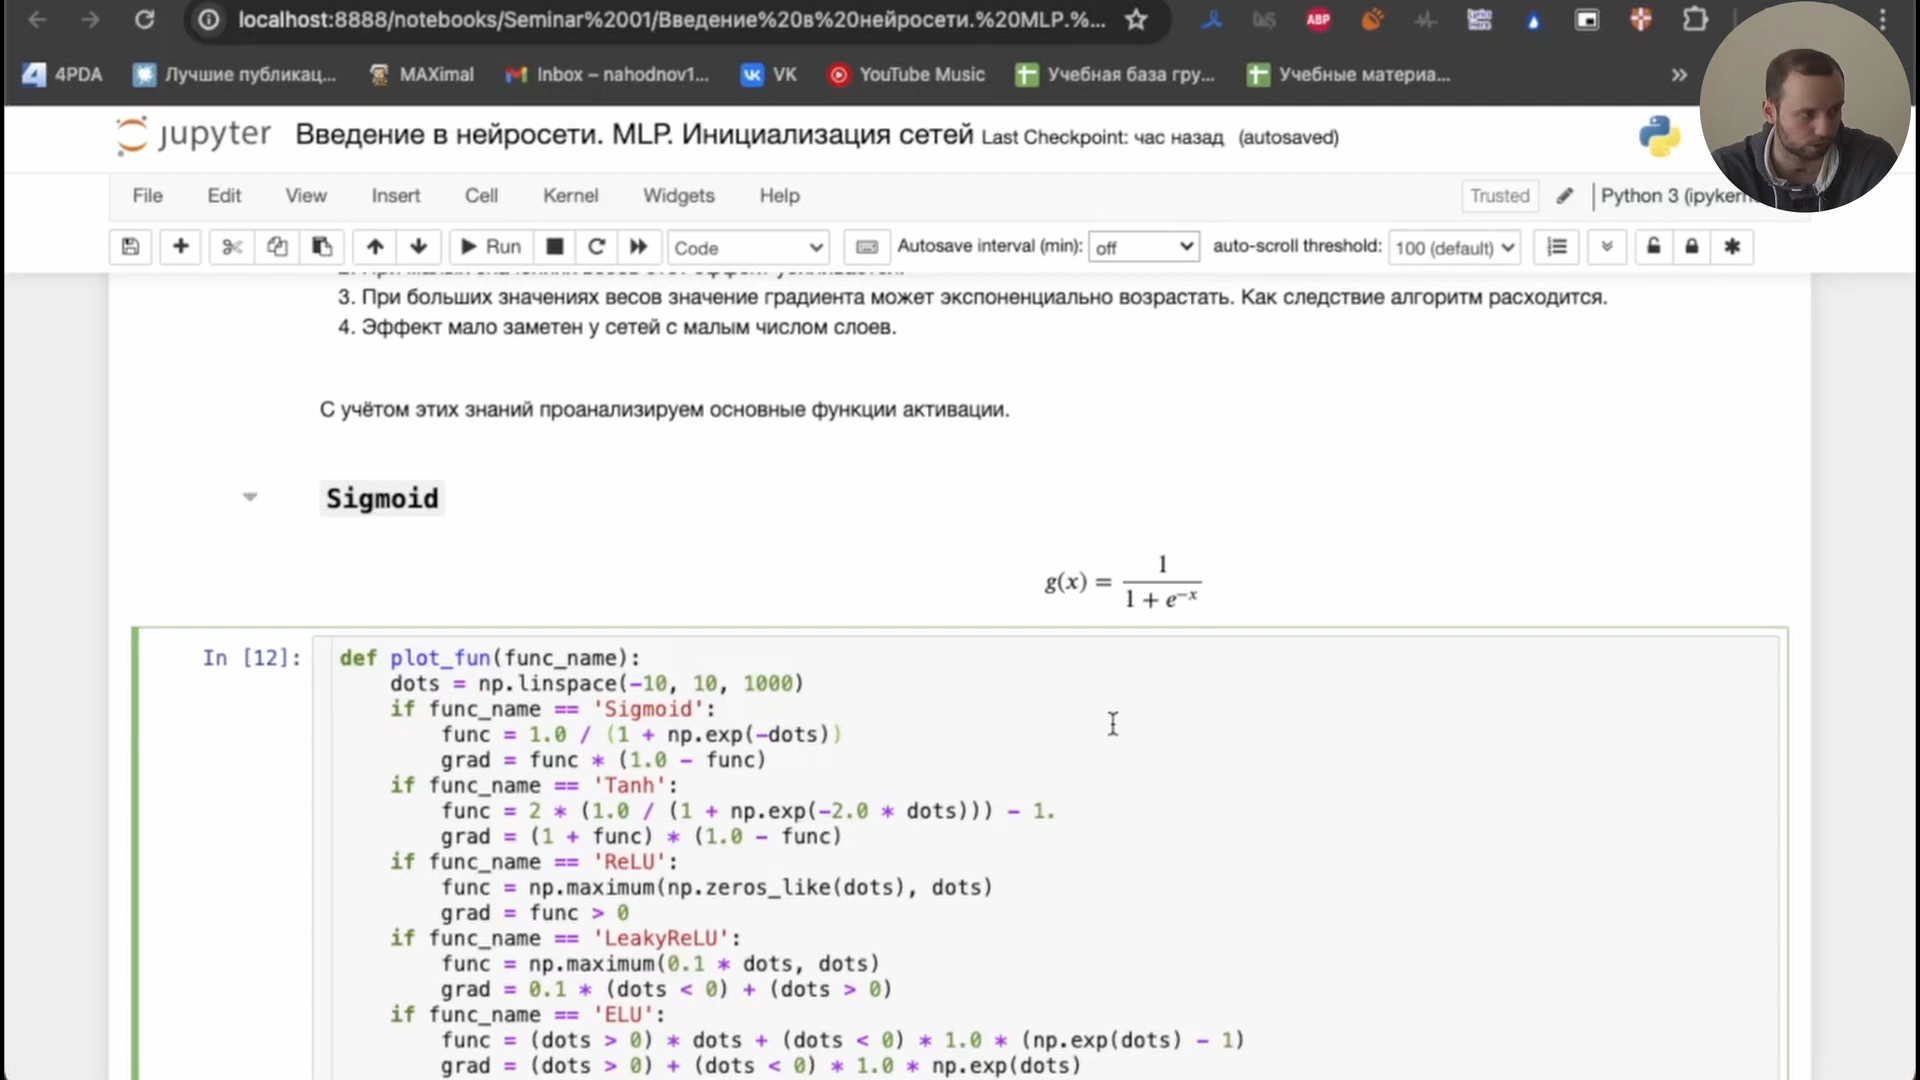 localhost:8888/notebooks/Seminar%2001/Введение%20в%20нейросети.%20MLP.%...
ABP
4PDA
Лучшие публикац...
MAXimal
Inbox – nahodnov1...
VK
YouTube Music
Учебная база гру...
Учебные материа...
»
jupyter Введение в нейросети. MLP. Инициализация сетей Last Checkpoint: час назад (autosaved)
File Edit View Insert Cell Kernel Widgets Help
Trusted
Python 3 (ipykern
Run
Code
Autosave interval (min): off
auto-scroll threshold: 100 (default)
3. При больших значениях весов значение градиента может экспоненциально возрастать. Как следствие алгоритм расходится.
4. Эффект мало заметен у сетей с малым числом слоев.
С учётом этих знаний проанализируем основные функции активации.
Sigmoid
g(x) = 1 / (1 + e^{-x})
In [12]:
def plot_fun(func_name):
    dots = np.linspace(-10, 10, 1000)
    if func_name == 'Sigmoid':
        func = 1.0 / (1 + np.exp(-dots))
        grad = func * (1.0 - func)
    if func_name == 'Tanh':
        func = 2 * (1.0 / (1 + np.exp(-2.0 * dots))) - 1.
        grad = (1 + func) * (1.0 - func)
    if func_name == 'ReLU':
        func = np.maximum(np.zeros_like(dots), dots)
        grad = func > 0
    if func_name == 'LeakyReLU':
        func = np.maximum(0.1 * dots, dots)
        grad = 0.1 * (dots < 0) + (dots > 0)
    if func_name == 'ELU':
        func = (dots > 0) * dots + (dots < 0) * 1.0 * (np.exp(dots) - 1)
        grad = (dots > 0) + (dots < 0) * 1.0 * np.exp(dots)